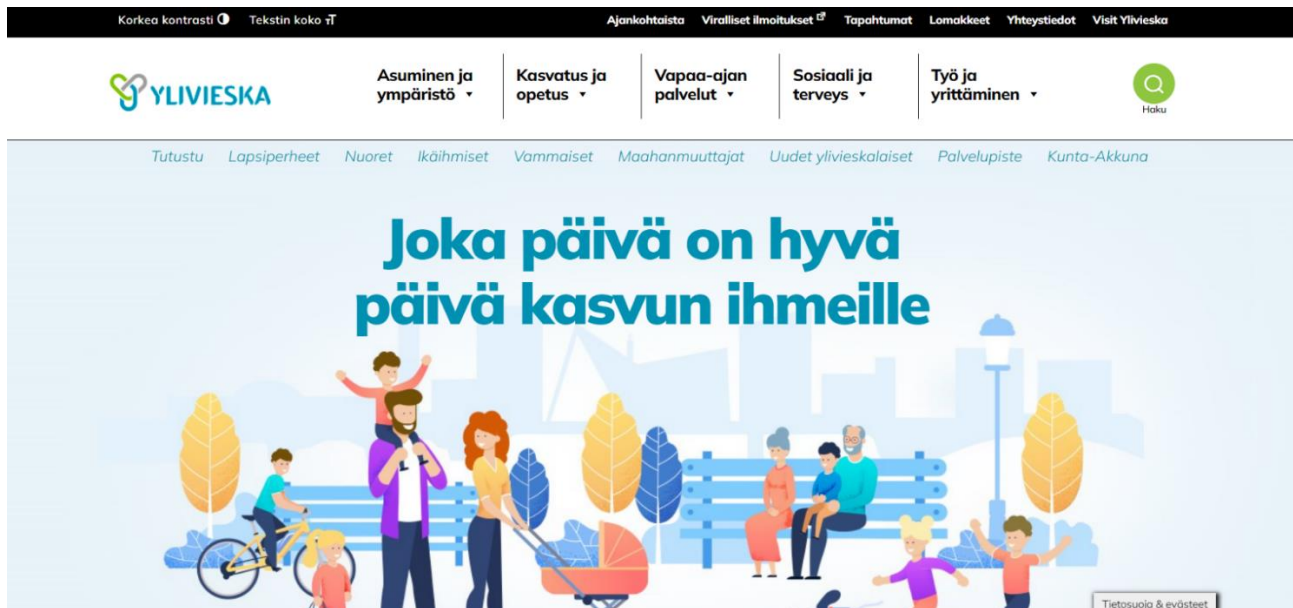 Korkea kontrasti Tekstin koko
Ajankohtaista Viralliset ilmoitukset Tapahtumat Lomakkeet Yhteystiedot Visit Ylivieska
YLIVIESKA
Asuminen ja
ympäristö
Kasvatus ja
opetus
Vapaa-ajan
palvelut
Sosiaali ja
terveys
Työ ja
yrittäminen
Haku
Tutustu Lapsiperheet Nuoret Ikäihmiset Vammaiset Maahanmuuttajat Uudet ylivieskalaiset Palvelupiste Kunta-Akkuna
Joka päivä on hyvä
päivä kasvun ihmeille
Tietosuoja & evästeet